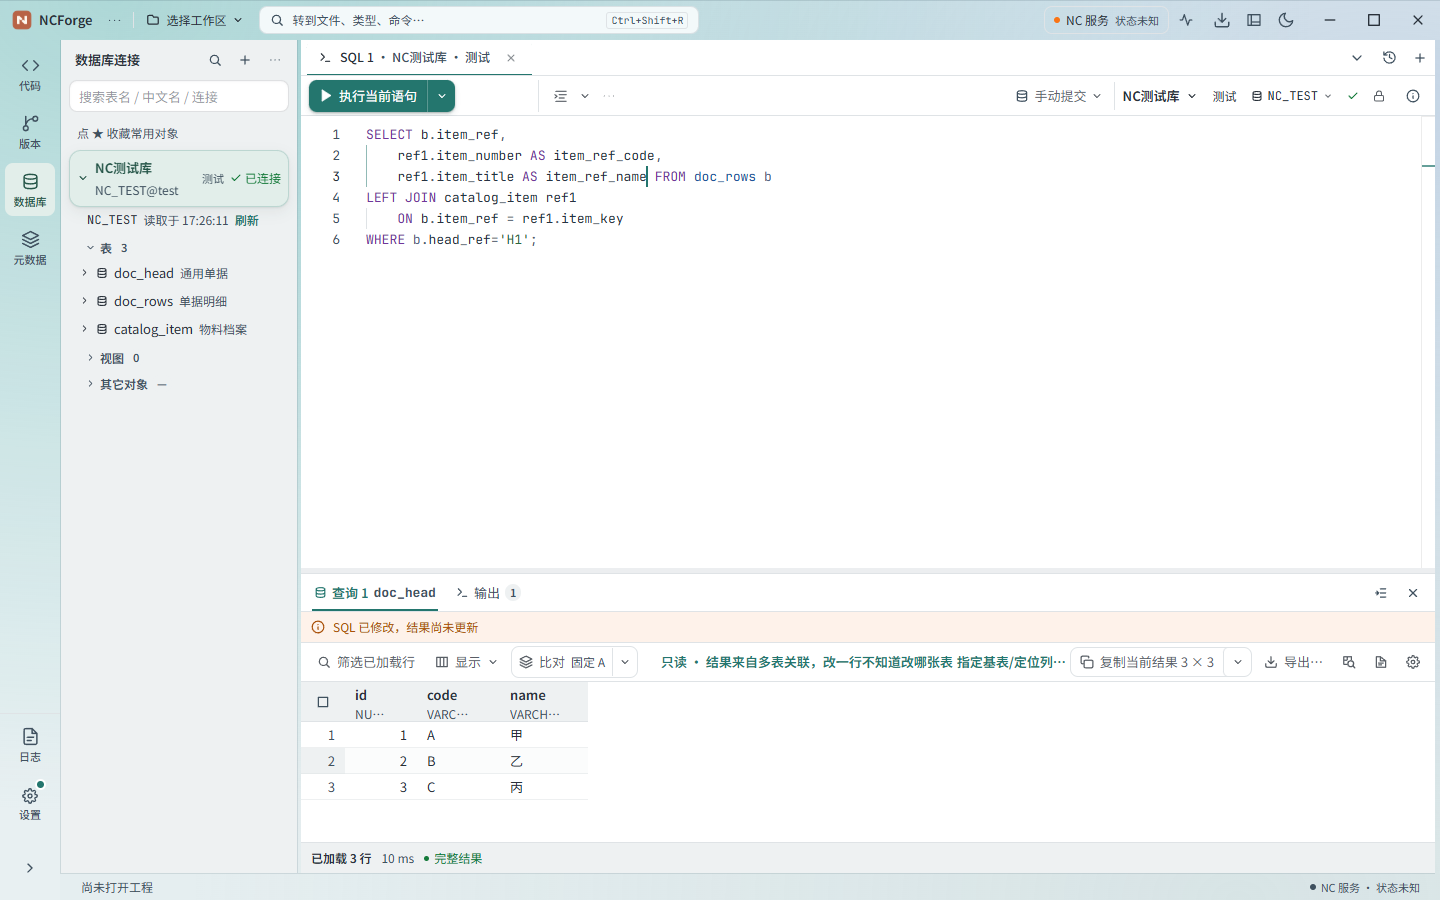 NCForge ··· 选择工作区 转到文件、类型、命令··· Ctrl+Shift+R NC 服务 状态未知
代码
版本
数据库
元数据
日志
设置
数据库连接 ···
搜索表名 / 中文名 / 连接
点 ★ 收藏常用对象
NC测试库
NC_TEST@test
测试 已连接
NC_TEST 读取于 17:26:11 刷新
表 3
doc_head 通用单据
doc_rows 单据明细
catalog_item 物料档案
视图 0
其它对象 —
SQL 1 • NC测试库 • 测试
执行当前语句 ··· 手动提交 NC测试库 测试 NC_TEST
1 SELECT b.item_ref,
2 ref1.item_number AS item_ref_code,
3 ref1.item_title AS item_ref_name FROM doc_rows b
4 LEFT JOIN catalog_item ref1
5 ON b.item_ref = ref1.item_key
6 WHERE b.head_ref='H1';
查询 1 doc_head 输出 1
SQL 已修改，结果尚未更新
筛选已加载行 显示 比对 固定 A 只读 • 结果来自多表关联，改一行不知道改哪张表 指定基表/定位列··· 复制当前结果 3 × 3 导出···
id code name
NU··· VARC··· VARCH···
1 1 A 甲
2 2 B 乙
3 3 C 丙
已加载 3 行 10 ms 完整结果
尚未打开工程 NC 服务 • 状态未知